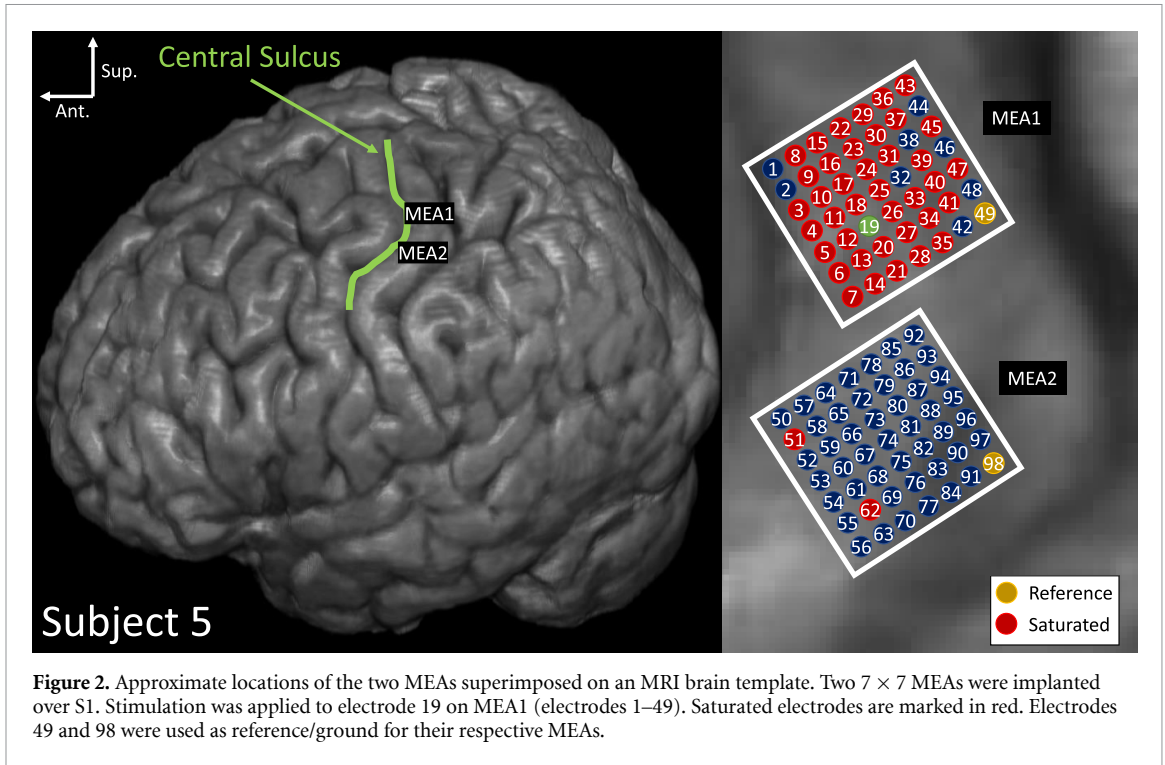 Central Sulcus
Sup.
Ant.
MEA1
MEA2
Subject 5
MEA1
43
36 44
29 37 45
22 30 38 46
15 23 31 39 47
8 16 24 32 40 48
1 9 17 25 33 41 49
2 10 18 26 34 42
3 11 19 27 35
4 12 20 28
5 13 21
6 14
7
MEA2
92
85 93
78 86 94
71 79 87 95
64 72 80 88 96
57 65 73 81 89 97
50 58 66 74 82 90 98
51 59 67 75 83 91
52 60 68 76 84
53 61 69 77
54 62 70
55 63
56
Reference
Saturated
Figure 2. Approximate locations of the two MEAs superimposed on an MRI brain template. Two 7 × 7 MEAs were implanted
over S1. Stimulation was applied to electrode 19 on MEA1 (electrodes 1–49). Saturated electrodes are marked in red. Electrodes
49 and 98 were used as reference/ground for their respective MEAs.